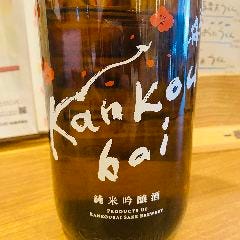 Kankou
bai
純米吟醸酒
PRODUCTS OF
KANKOUBAI SAKE BREWERY